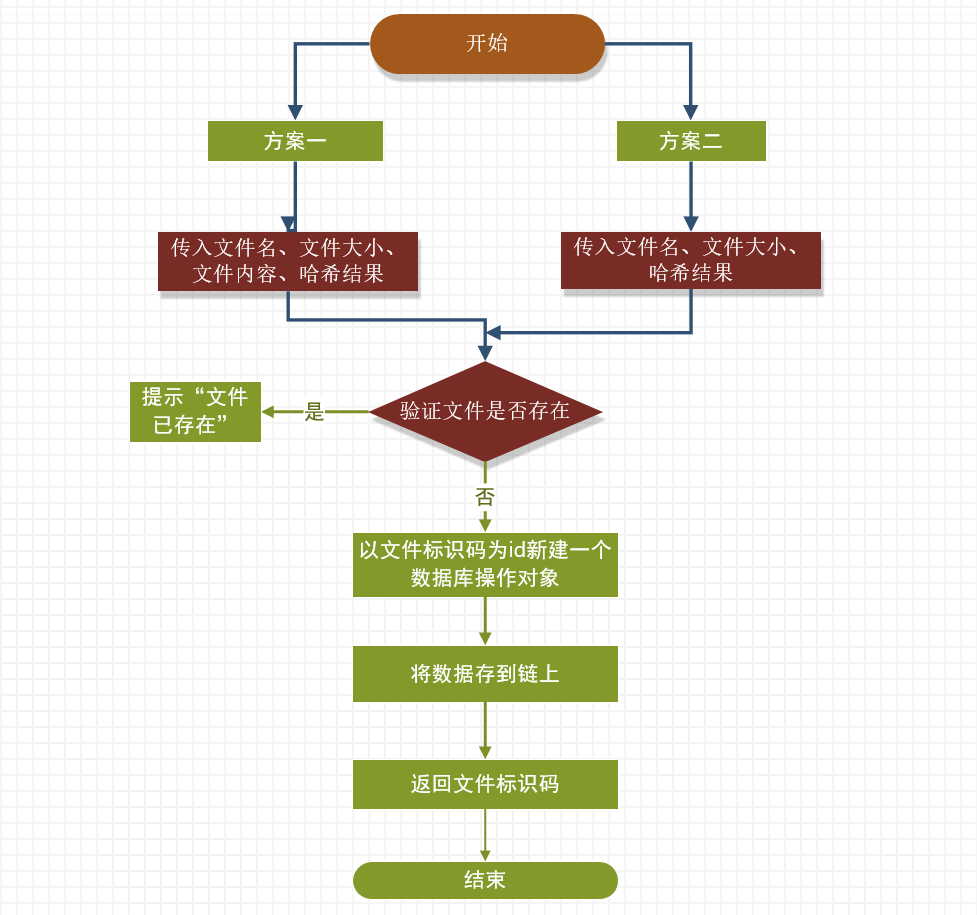 开始
方案一
方案二
传入文件名、文件大小、
文件内容、哈希结果
传入文件名、文件大小、
哈希结果
验证文件是否存在
是
提示“文件
已存在”
否
以文件标识码为id新建一个
数据库操作对象
将数据存到链上
返回文件标识码
结束